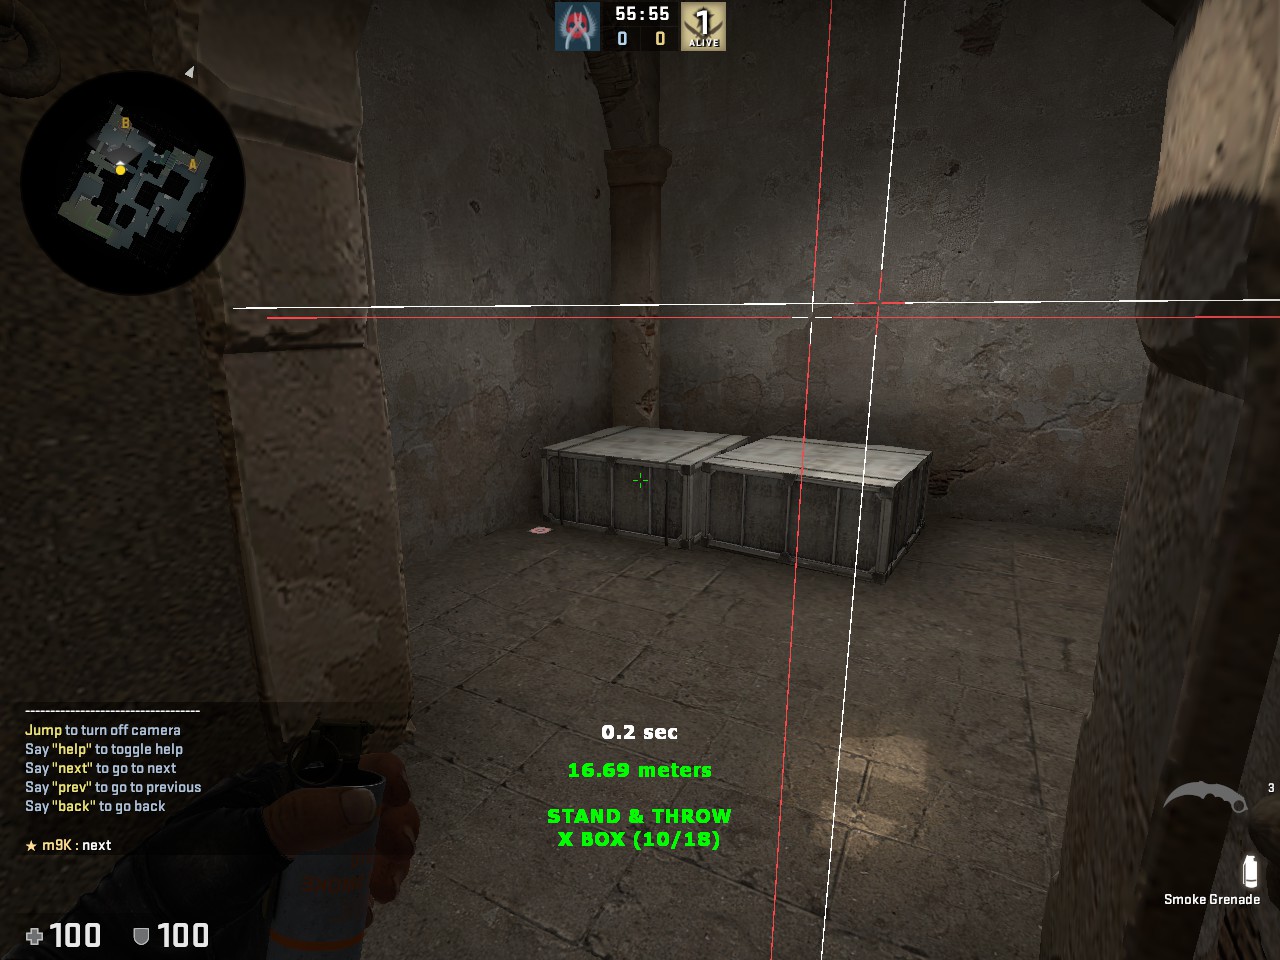 55:55
0 0
1
ALIVE
B
A
-----------------------------------
Jump to turn off camera
Say "help" to toggle help
Say "next" to go to next
Say "prev" to go to previous
Say "back" to go back
★ m9K : next
0.2 sec
16.69 meters
STAND & THROW
X BOX (10/18)
3
Smoke Grenade
100 100